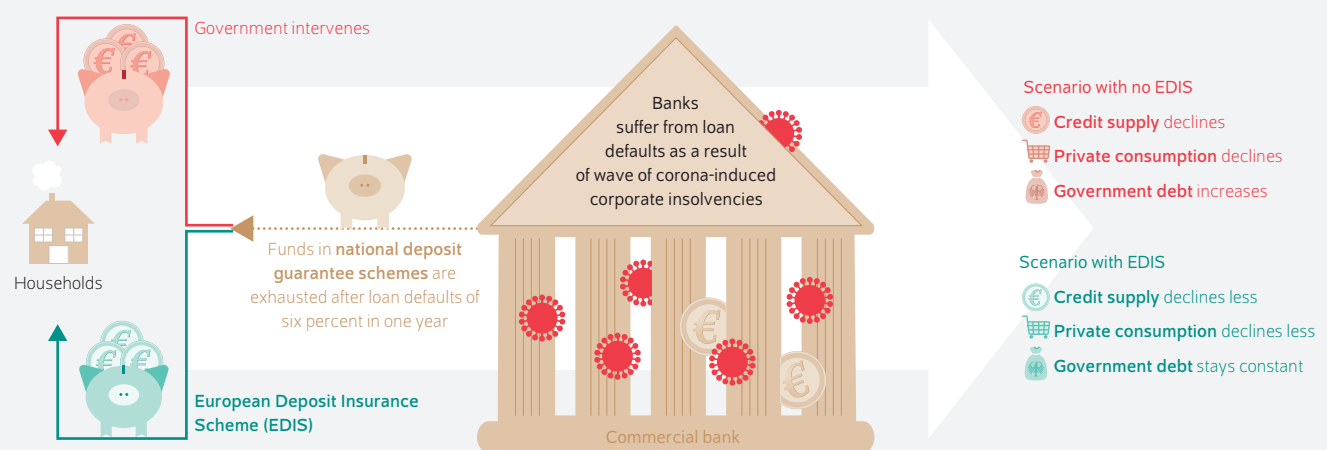 Government intervenes
Households
Funds in national deposit
guarantee schemes are
exhausted after loan defaults of
six percent in one year
European Deposit Insurance
Scheme (EDIS)
Banks
suffer from loan
defaults as a result
of wave of corona-induced
corporate insolvencies
Commercial bank
Scenario with no EDIS
Credit supply declines
Private consumption declines
Government debt increases
Scenario with EDIS
Credit supply declines less
Private consumption declines less
Government debt stays constant